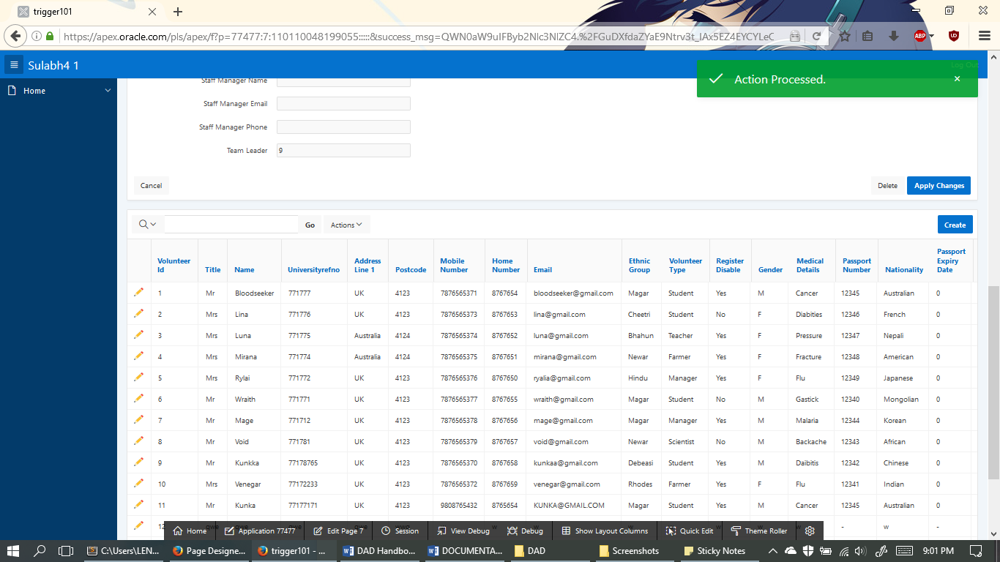 trigger101
https://apex.oracle.com/pls/apex/f?p=77477:7:110110048199055:::::&success_msg=QWN0aW9uIFByb2Nlc3NlZC4.%2FGuDXfdaZYaE9Ntrv3t_IAx5EZ4EYCYLeC
ABP
Sulabh4 1
Log Out
Action Processed.
Home
Staff Manager Name
Staff Manager Email
Staff Manager Phone
Team Leader 9
Cancel Delete Apply Changes
Go Actions Create
Volunteer Id Title Name Universityrefno Address Line 1 Postcode Mobile Number Home Number Email Ethnic Group Volunteer Type Register Disable Gender Medical Details Passport Number Nationality Passport Expiry Date
1 Mr Bloodseeker 771777 UK 4123 7876565371 8767654 bloodseeker@gmail.com Magar Student Yes M Cancer 12345 Australian 0
2 Mrs Lina 771776 UK 4123 7876565373 8767653 lina@gmail.com Cheetri Student No F Diabities 12346 French 0
3 Mrs Luna 771775 Australia 4124 7876565374 8767652 luna@gmail.com Bhahun Teacher Yes F Pressure 12347 Nepali 0
4 Mrs Mirana 771774 Australia 4124 7876565375 8767651 mirana@gmail.com Newar Farmer Yes F Fracture 12348 American 0
5 Mrs Rylai 771772 UK 4123 7876565376 8767650 ryalia@gmail.com Hindu Manager Yes F Flu 12349 Japanese 0
6 Mr Wraith 771771 UK 4123 7876565377 8767655 wraith@gmail.com Magar Student No M Gastick 12340 Mongolian 0
7 Mr Mage 771712 UK 4123 7876565378 8767656 mage@gmail.com Magar Manager Yes M Malaria 12344 Korean 0
8 Mr Void 771781 UK 4123 7876565379 8767657 void@gmail.com Newar Scientist No M Backache 12343 African 0
9 Mr Kunkka 77178765 UK 4123 7876565370 8767658 kunkaa@gmail.com Debeasi Student Yes M Daibitis 12342 Chinese 0
10 Mrs Venegar 77172233 UK 4123 7876565372 8767659 venegar@gmail.com Rhodes Farmer Yes F Flu 12341 Indian 0
11 Mr Kunka 77177171 UK 4123 9808765432 8765654 KUNKA@GMAIL.COM Magar Student Yes M Cancer 12345 Australian 0
- w -
Home Application 77477 Edit Page 7 Session View Debug Debug Show Layout Columns Quick Edit Theme Roller
C:\Users\LEN... Page Designe... trigger101 - ... DAD Handbo... DOCUMENTA... DAD Screenshots Sticky Notes 9:01 PM